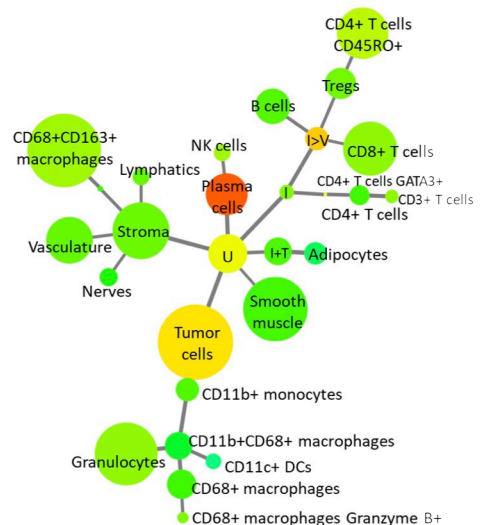 CD4+ T cells
CD45RO+
Tregs
B cells
I>V
CD8+ T cells
NK cells
CD68+CD163+
macrophages
Lymphatics
Plasma
cells
I
CD4+ T cells GATA3+
CD3+ T cells
CD4+ T cells
Stroma
Vasculature
U
I+T
Adipocytes
Nerves
Smooth
muscle
Tumor
cells
CD11b+ monocytes
CD11b+CD68+ macrophages
Granulocytes
CD11c+ DCs
CD68+ macrophages
CD68+ macrophages Granzyme B+